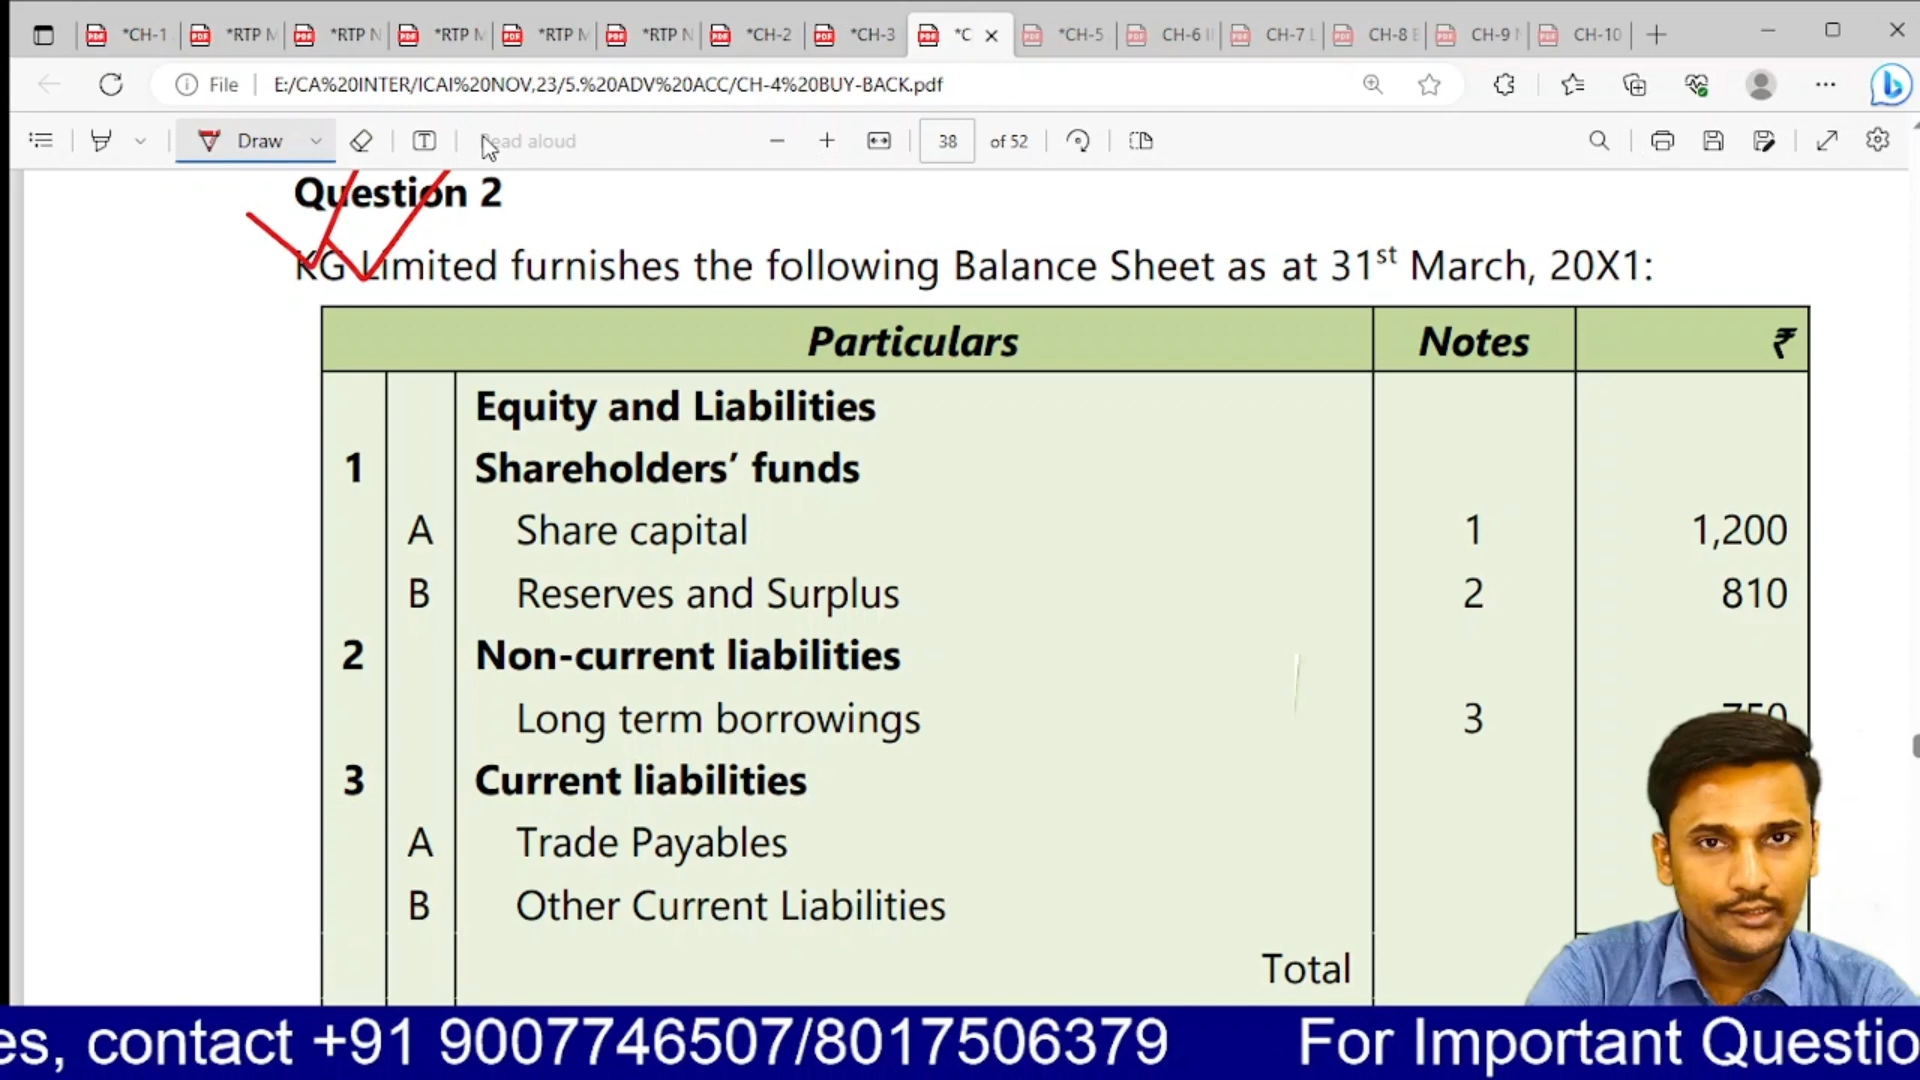 *CH-1
*RTP M
*RTP N
*RTP M
*RTP M
*RTP N
*CH-2
*CH-3
*C
*CH-5
CH-6 I
CH-7 L
CH-8 E
CH-9 N
CH-10
File E:/CA%20INTER/ICAI%20NOV,23/5.%20ADV%20ACC/CH-4%20BUY-BACK.pdf
Draw Read aloud 38 of 52
Question 2
KG Limited furnishes the following Balance Sheet as at 31st March, 20X1:
Particulars Notes ₹
Equity and Liabilities
1 Shareholders’ funds
A Share capital 1 1,200
B Reserves and Surplus 2 810
2 Non-current liabilities
Long term borrowings 3 750
3 Current liabilities
A Trade Payables
B Other Current Liabilities
Total
es, contact +91 9007746507/8017506379 For Important Questio